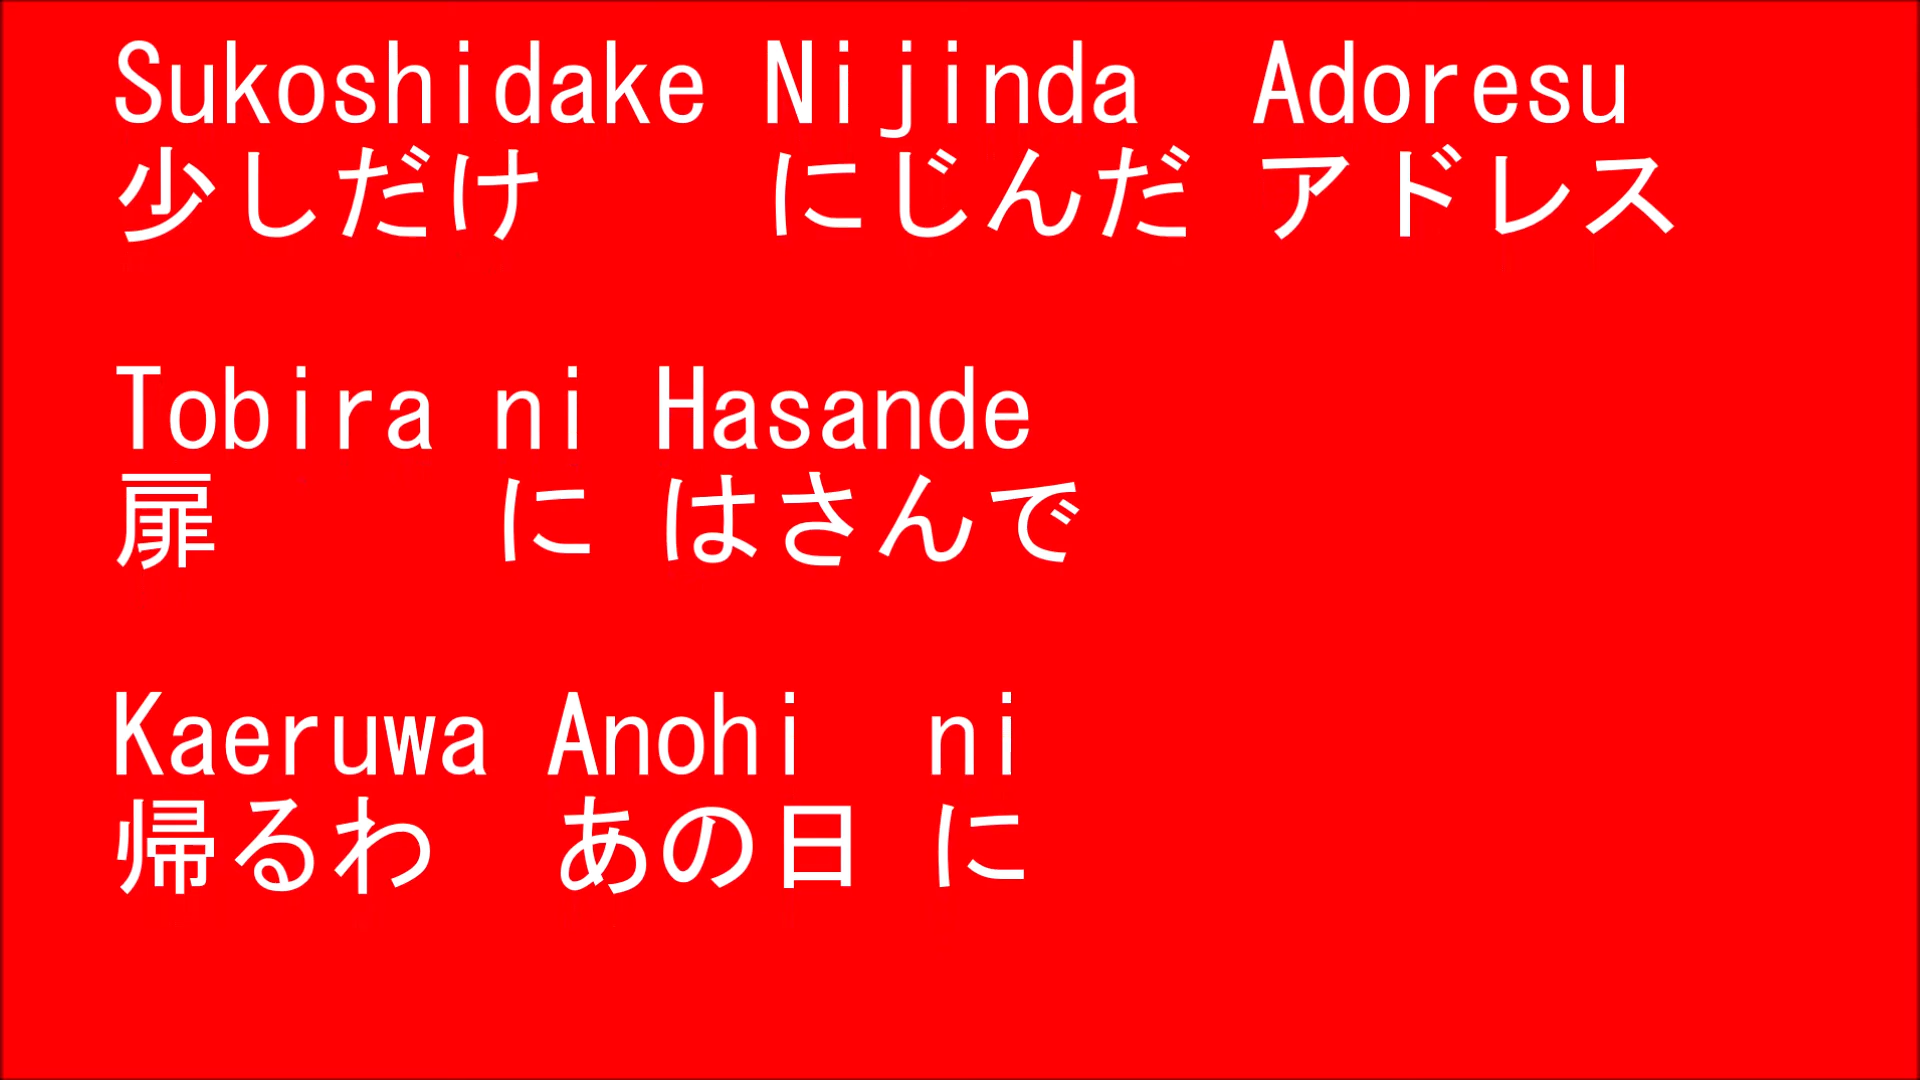 Sukoshidake Nijinda Adoresu
少しだけ にじんだ アドレス
Tobira ni Hasande
扉 に はさんで
Kaeruwa Anohi ni
帰るわ あの日 に